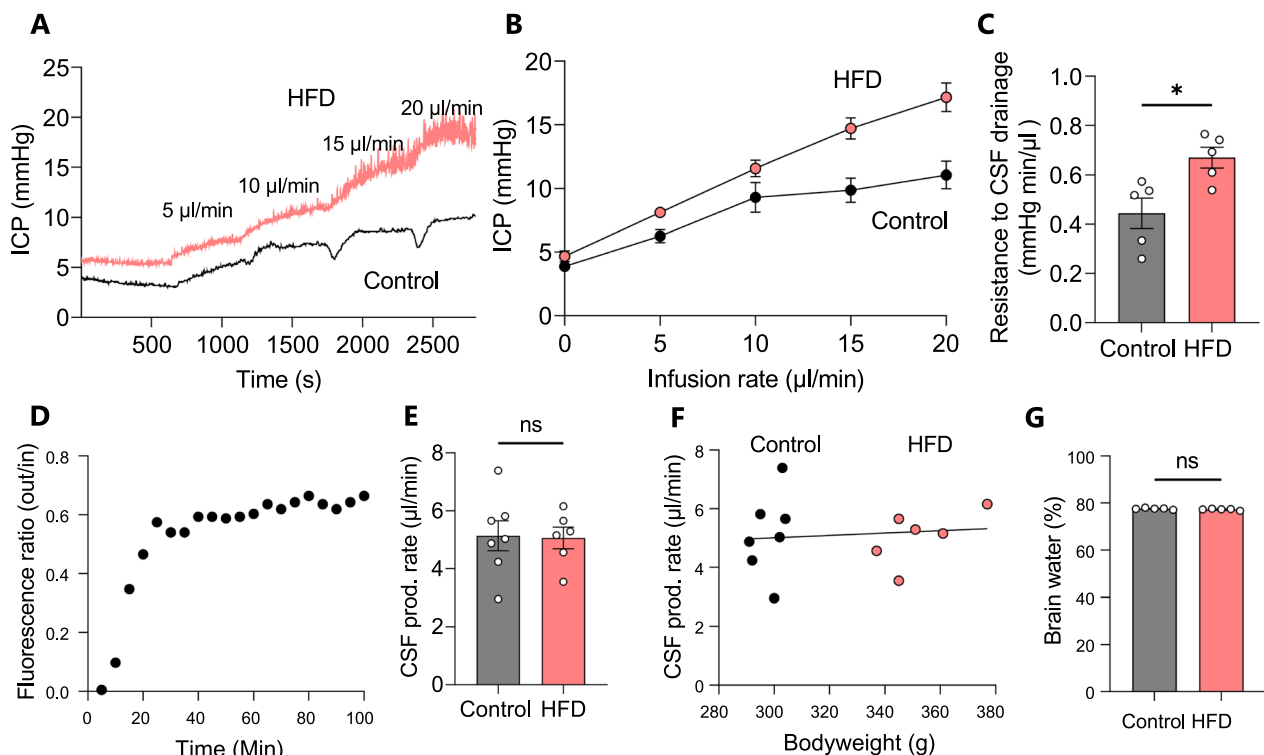 A
ICP (mmHg)
25
20
15
10
5
0
HFD
5 µl/min
10 µl/min
15 µl/min
20 µl/min
Control
500
1000
1500
2000
2500
Time (s)
B
ICP (mmHg)
20
15
10
5
0
HFD
Control
0
5
10
15
20
Infusion rate (µl/min)
C
Resistance to CSF drainage
(mmHg min/µl )
1.0
0.8
0.6
0.4
0.2
0.0
*
Control HFD
D
Fluorescence ratio (out/in)
0.8
0.6
0.4
0.2
0.0
0
20
40
60
80
100
Time (Min)
E
CSF prod. rate (µl/min)
8
6
4
2
0
ns
Control HFD
F
CSF prod. rate (µl/min)
8
6
4
2
0
Control
HFD
280
300
320
340
360
380
Bodyweight (g)
G
Brain water (%)
100
80
60
40
20
0
ns
Control HFD